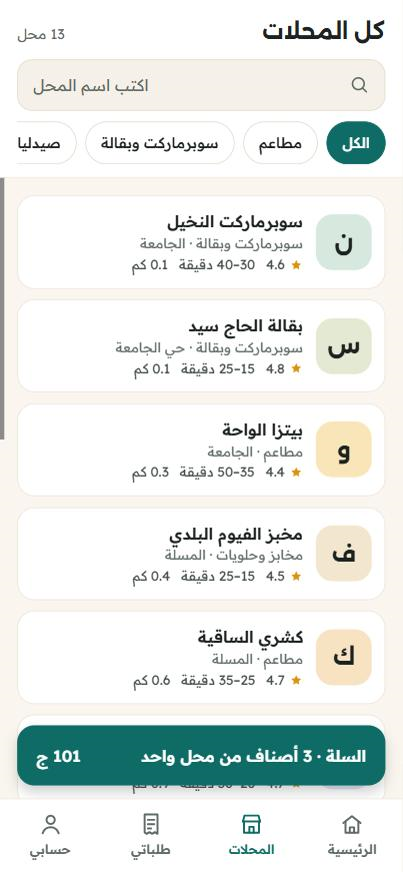 كل المحلات
13 محل
اكتب اسم المحل
الكل
مطاعم
سوبرماركت وبقالة
صيدليا
ن
سوبرماركت النخيل
سوبرماركت وبقالة · الجامعة
4.6 30–40 دقيقة 0.1 كم
س
بقالة الحاج سيد
سوبرماركت وبقالة · حي الجامعة
4.8 15–25 دقيقة 0.1 كم
و
بيتزا الواحة
مطاعم · الجامعة
4.4 35–50 دقيقة 0.3 كم
ف
مخبز الفيوم البلدي
مخابز وحلويات · المسلة
4.5 15–25 دقيقة 0.4 كم
ك
كشري الساقية
مطاعم · المسلة
4.7 25–35 دقيقة 0.6 كم
السلة · 3 أصناف من محل واحد
101 ج
الرئيسية
المحلات
طلباتي
حسابي